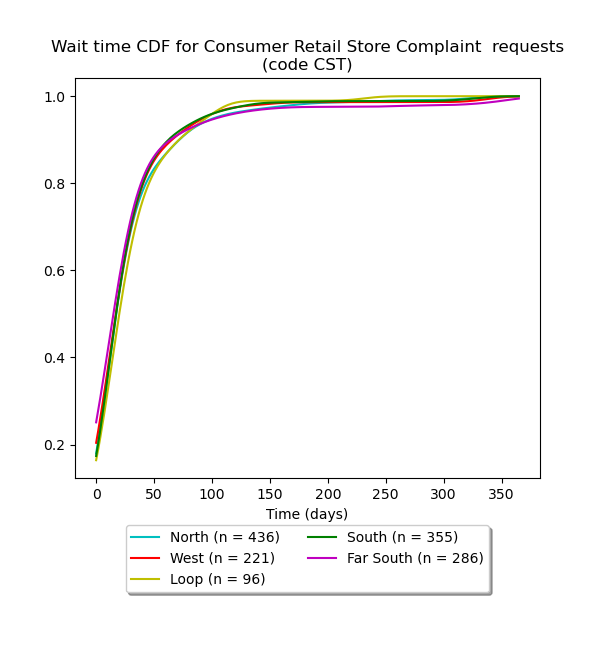 Wait time CDF for Consumer Retail Store Complaint  requests
(code CST)
1.0
0.8
0.6
0.4
0.2
0 50 100 150 200 250 300 350
Time (days)
North (n = 436) South (n = 355)
West (n = 221) Far South (n = 286)
Loop (n = 96)